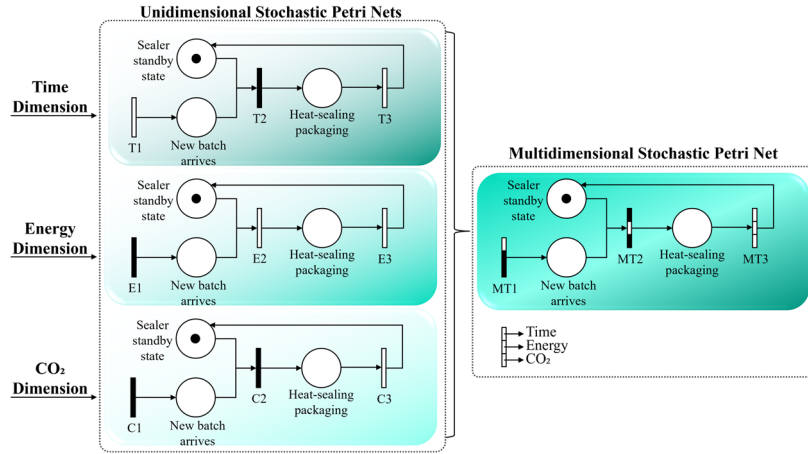 Unidimensional Stochastic Petri Nets
Time
Dimension
Sealer
standby
state
T1
New batch
arrives
T2
Heat-sealing
packaging
T3
Energy
Dimension
Sealer
standby
state
E1
New batch
arrives
E2
Heat-sealing
packaging
E3
CO₂
Dimension
Sealer
standby
state
C1
New batch
arrives
C2
Heat-sealing
packaging
C3
Multidimensional Stochastic Petri Net
Sealer
standby
state
MT1
New batch
arrives
MT2
Heat-sealing
packaging
MT3
Time
Energy
CO₂